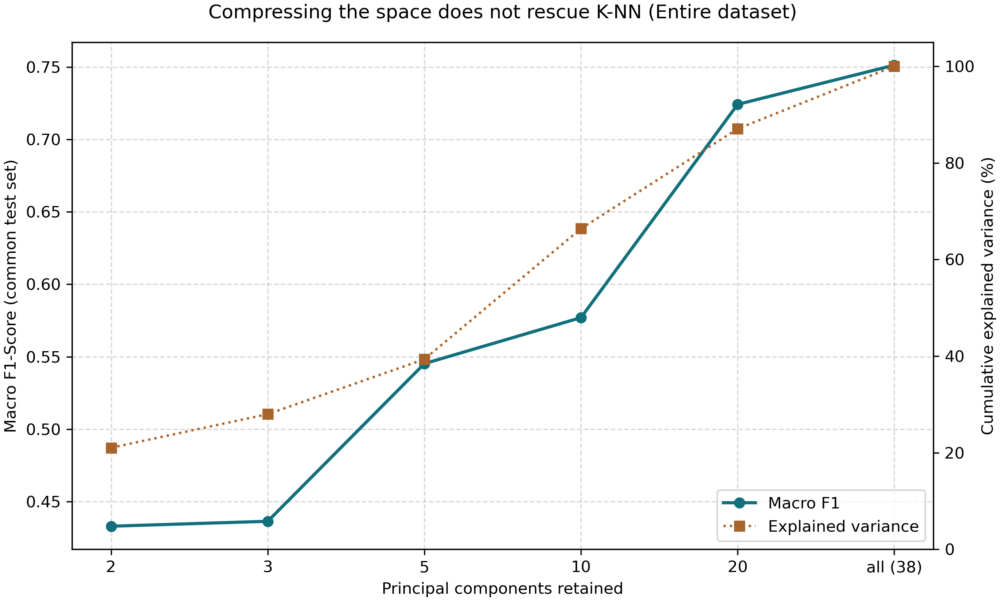 Compressing the space does not rescue K-NN (Entire dataset)
Macro F1-Score (common test set)
0.75
0.70
0.65
0.60
0.55
0.50
0.45
100
80
60
40
20
0
Cumulative explained variance (%)
Macro F1
Explained variance
2 3 5 10 20 all (38)
Principal components retained